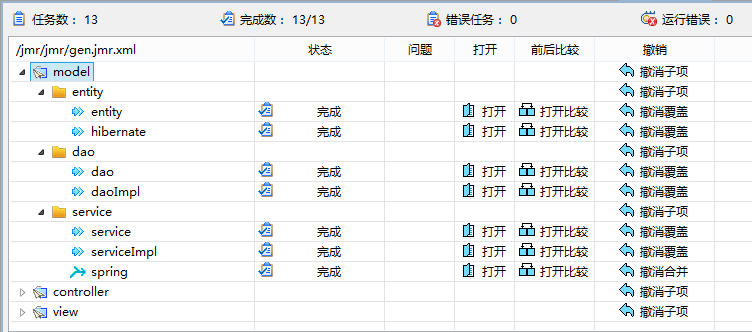 任务数： 13 完成数： 13/13 错误任务： 0 运行错误： 0
/jmr/jmr/gen.jmr.xml 状态 问题 打开 前后比较 撤销
model 撤消子项
entity 撤消子项
entity 完成 打开 打开比较 撤消覆盖
hibernate 完成 打开 打开比较 撤消覆盖
dao 撤消子项
dao 完成 打开 打开比较 撤消覆盖
daoImpl 完成 打开 打开比较 撤消覆盖
service 撤消子项
service 完成 打开 打开比较 撤消覆盖
serviceImpl 完成 打开 打开比较 撤消覆盖
spring 完成 打开 打开比较 撤消合并
controller 撤消子项
view 撤消子项